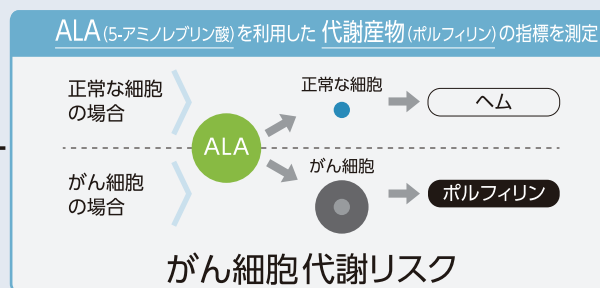 ALA(5-アミノレブリン酸)を利用した 代謝産物(ポルフィリン)の指標を測定
正常な細胞
の場合
正常な細胞
ヘム
ALA
がん細胞
の場合
がん細胞
ポルフィリン
がん細胞代謝リスク